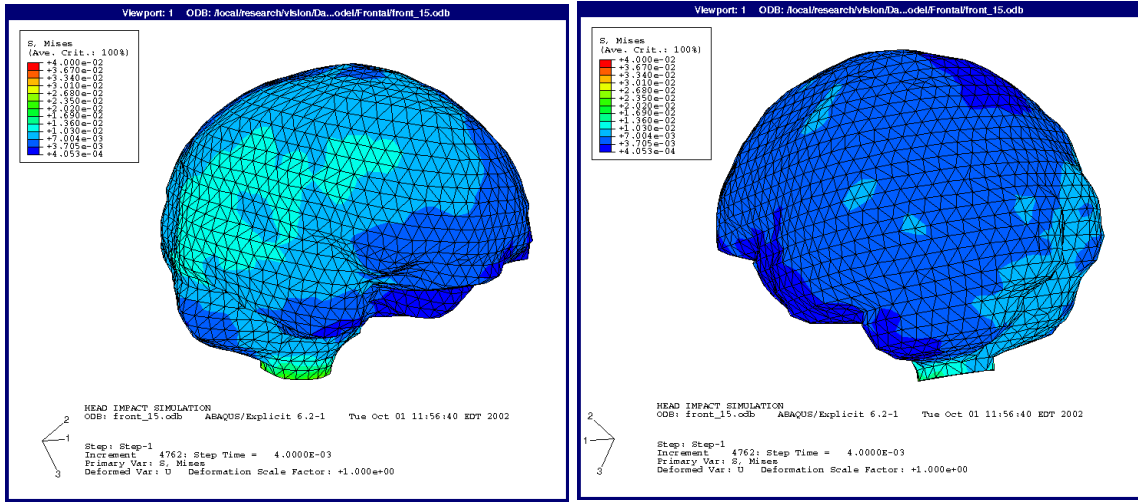 Viewport: 1 ODB: /local/research/vision/Da...odel/Frontal/front_15.odb
S, Mises
(Ave. Crit.: 100%)
+4.000e-02
+3.670e-02
+3.340e-02
+3.010e-02
+2.680e-02
+2.350e-02
+2.020e-02
+1.690e-02
+1.360e-02
+1.030e-02
+7.004e-03
+3.705e-03
+4.053e-04
2
1
3
HEAD IMPACT SIMULATION
ODB: front_15.odb ABAQUS/Explicit 6.2-1 Tue Oct 01 11:56:40 EDT 2002
Step: Step-1
Increment 4762: Step Time = 4.0000E-03
Primary Var: S, Mises
Deformed Var: U Deformation Scale Factor: +1.000e+00
Viewport: 1 ODB: /local/research/vision/Da...odel/Frontal/front_15.odb
S, Mises
(Ave. Crit.: 100%)
+4.000e-02
+3.670e-02
+3.340e-02
+3.010e-02
+2.680e-02
+2.350e-02
+2.020e-02
+1.690e-02
+1.360e-02
+1.030e-02
+7.004e-03
+3.705e-03
+4.053e-04
2
1
3
HEAD IMPACT SIMULATION
ODB: front_15.odb ABAQUS/Explicit 6.2-1 Tue Oct 01 11:56:40 EDT 2002
Step: Step-1
Increment 4762: Step Time = 4.0000E-03
Primary Var: S, Mises
Deformed Var: U Deformation Scale Factor: +1.000e+00